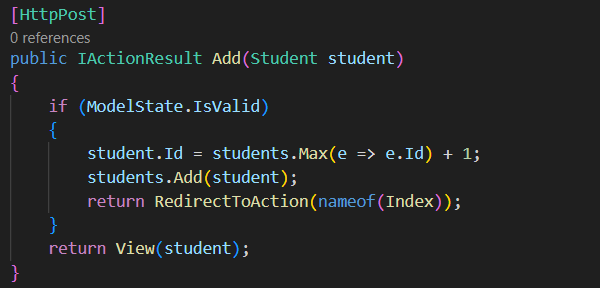 [HttpPost]
0 references
public IActionResult Add(Student student)
{
if (ModelState.IsValid)
{
student.Id = students.Max(e => e.Id) + 1;
students.Add(student);
return RedirectToAction(nameof(Index));
}
return View(student);
}